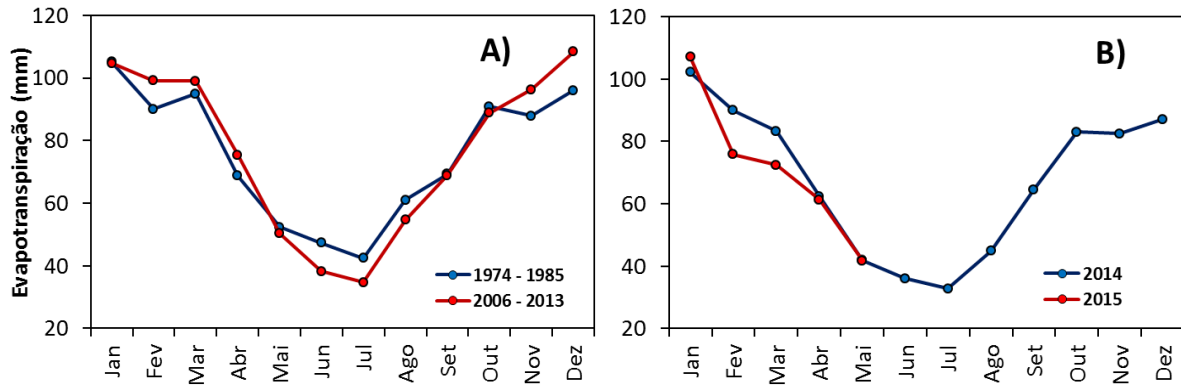 Evapotranspiração (mm)
120
100
80
60
40
20
A)
1974 - 1985
2006 - 2013
Jan Fev Mar Abr Mai Jun Jul Ago Set Out Nov Dez
120
100
80
60
40
20
B)
2014
2015
Jan Fev Mar Abr Mai Jun Jul Ago Set Out Nov Dez